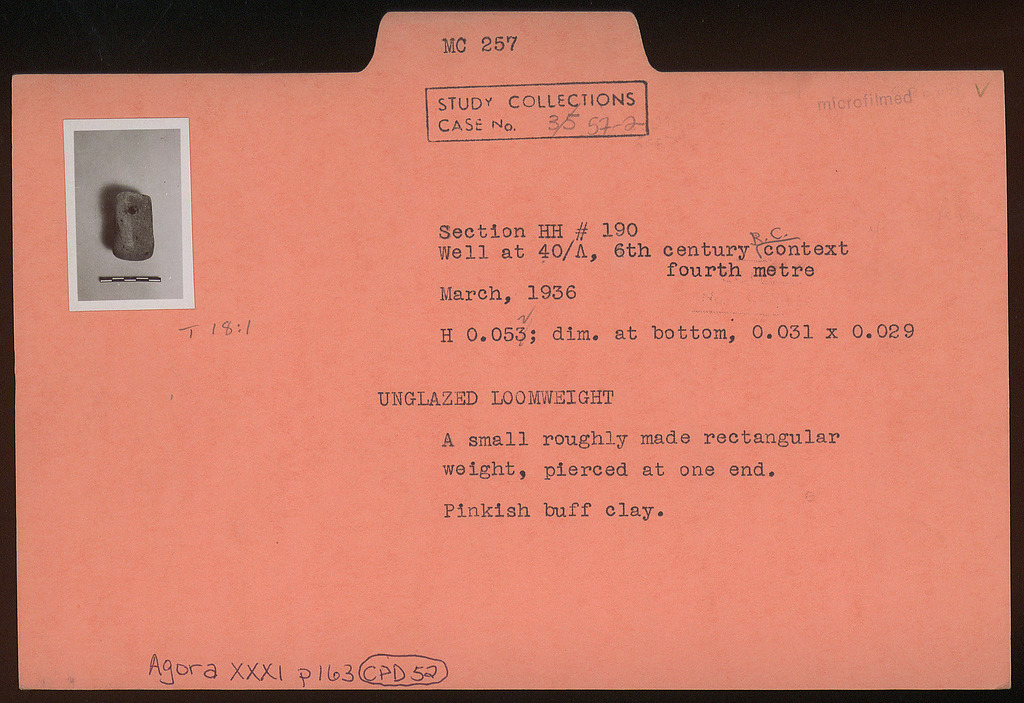 MC 257
STUDY COLLECTIONS
CASE No. 35 57-2
microfilmed
Section HH # 190
B.C.
Well at 40/Λ, 6th century context
fourth metre
March, 1936
H 0.053; dim. at bottom, 0.031 x 0.029
T 18:1
UNGLAZED LOOMWEIGHT
A small roughly made rectangular
weight, pierced at one end.
Pinkish buff clay.
Agora XXXI p163 CPD 52